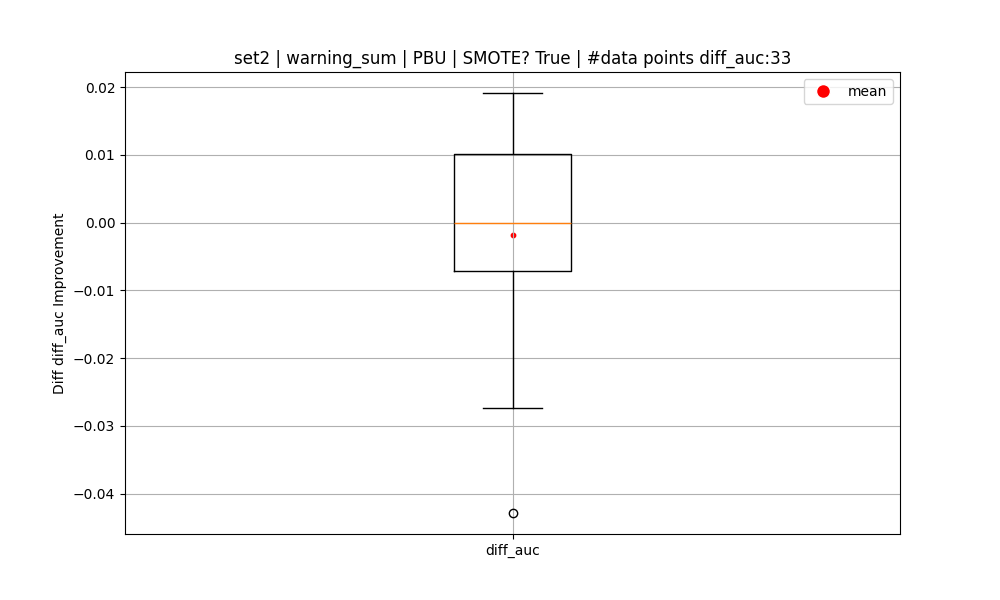 set2 | warning_sum | PBU | SMOTE? True | #data points diff_auc:33
mean
0.02
0.01
0.00
−0.01
−0.02
−0.03
−0.04
Diff diff_auc Improvement
diff_auc